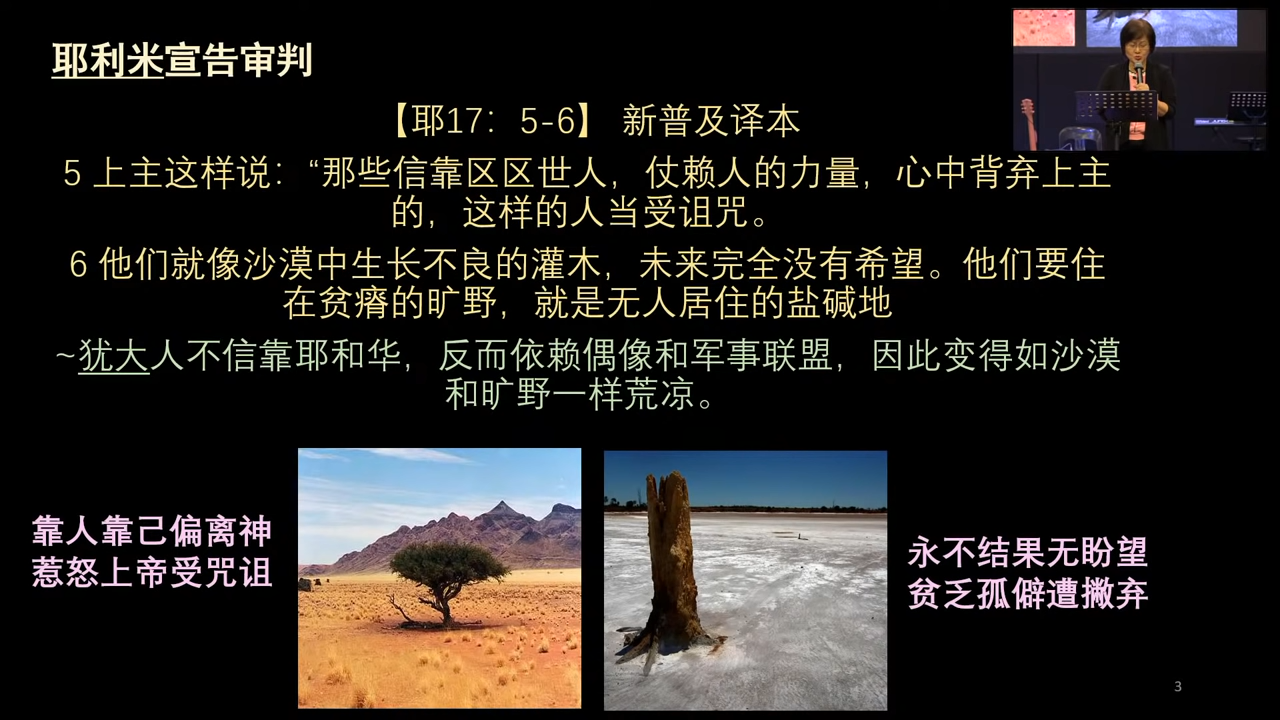 耶利米宣告审判
【耶17：5-6】 新普及译本
5 上主这样说：“那些信靠区区世人，仗赖人的力量，心中背弃上主
的，这样的人当受诅咒。
6 他们就像沙漠中生长不良的灌木，未来完全没有希望。他们要住
在贫瘠的旷野，就是无人居住的盐碱地
~犹大人不信靠耶和华，反而依赖偶像和军事联盟，因此变得如沙漠
和旷野一样荒凉。
靠人靠己偏离神
惹怒上帝受咒诅
永不结果无盼望
贫乏孤僻遭撇弃
3